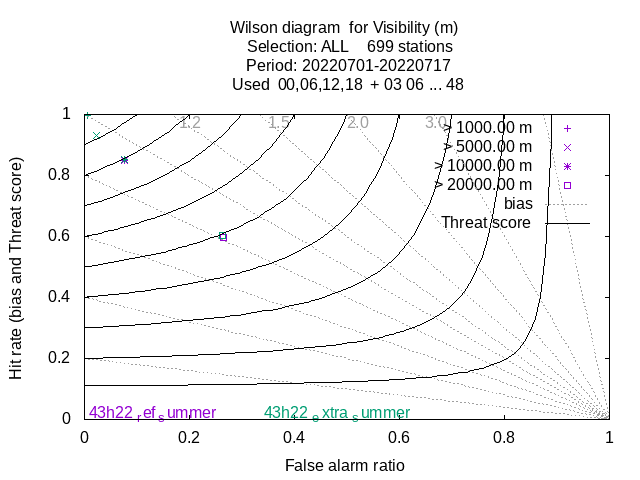 Wilson diagram  for Visibility (m)
Selection: ALL    699 stations
Period: 20220701-20220717
Used  00,06,12,18  + 03 06 ... 48
1.2 1.5 2.0 3.0
> 1000.00 m
> 5000.00 m
> 10000.00 m
> 20000.00 m
bias
Threat score
Hit rate (bias and Threat score)
1
0.8
0.6
0.4
0.2
0
43h22_ref_summer 43h22_extra_summer
0 0.2 0.4 0.6 0.8 1
False alarm ratio